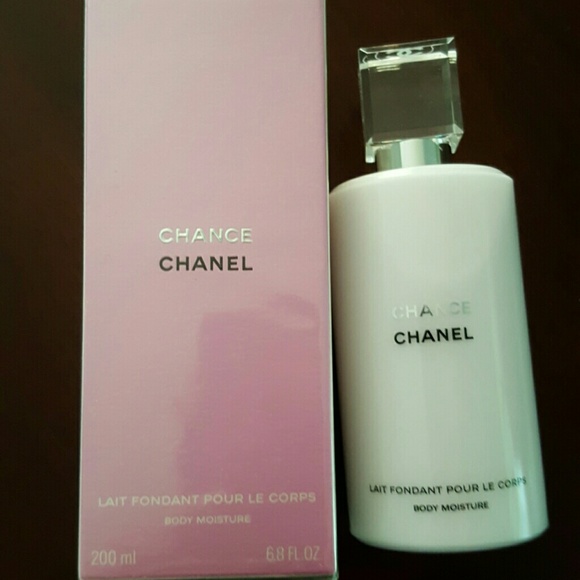 CHANCE
CHANEL
LAIT FONDANT POUR LE CORPS
BODY MOISTURE
200 ml 6.8 FL.OZ
CHANCE
CHANEL
LAIT FONDANT POUR LE CORPS
BODY MOISTURE